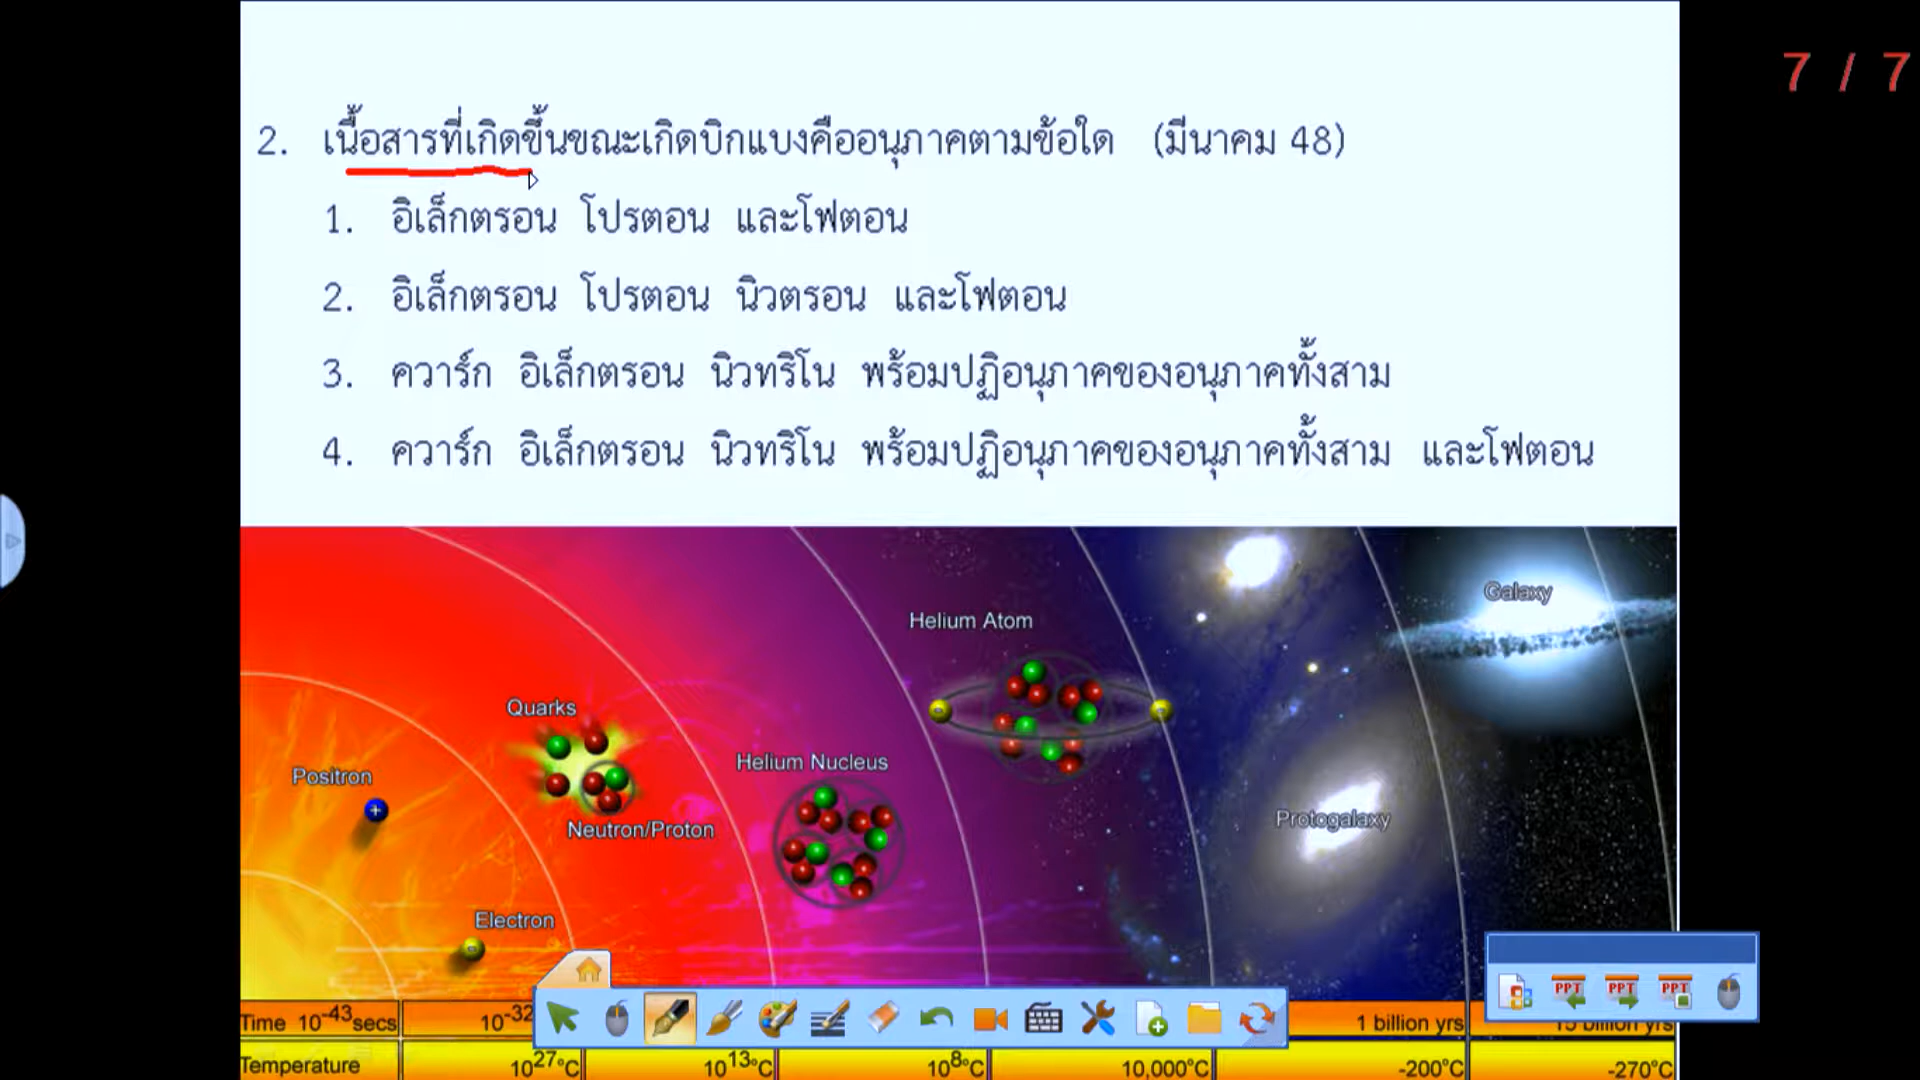 7 / 7
2. เนื้อสารที่เกิดขึ้นขณะเกิดบิกแบงคืออนุภาคตามข้อใด (มีนาคม 48)
1. อิเล็กตรอน โปรตอน และโฟตอน
2. อิเล็กตรอน โปรตอน นิวตรอน และโฟตอน
3. ควาร์ก อิเล็กตรอน นิวทริโน พร้อมปฏิอนุภาคของอนุภาคทั้งสาม
4. ควาร์ก อิเล็กตรอน นิวทริโน พร้อมปฏิอนุภาคของอนุภาคทั้งสาม และโฟตอน
Galaxy
Helium Atom
Quarks
Helium Nucleus
Positron
Protogalaxy
Neutron/Proton
Electron
PPT PPT PPT
Time 10-43secs 10-32 1 billion yrs 15 billion yrs
Temperature 1027°C 1013°C 108°C 10,000°C -200°C -270°C